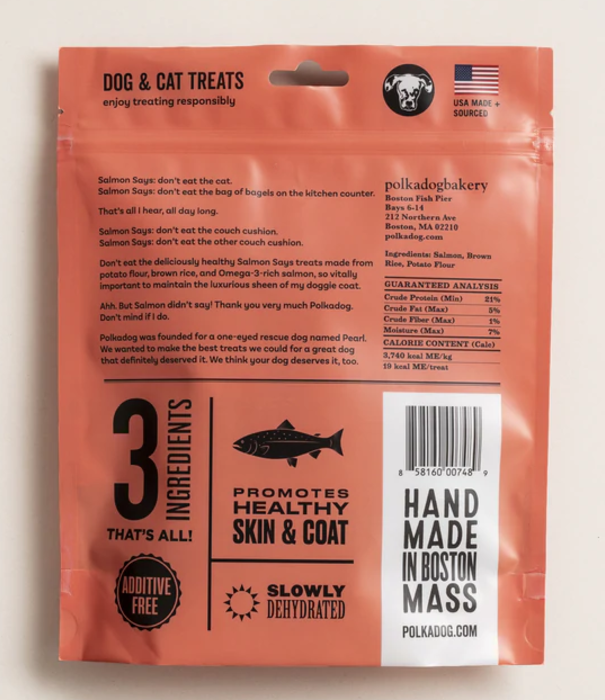 DOG & CAT TREATS
enjoy treating responsibly
USA MADE +
SOURCED
Salmon Says: don't eat the cat.
Salmon Says: don't eat the bag of bagels on the kitchen counter.
That's all I hear, all day long.
Salmon Says: don't eat the couch cushion.
Salmon Says: don't eat the other couch cushion.
Don't eat the deliciously healthy Salmon Says treats made from
potato flour, brown rice, and Omega-3-rich salmon, so vitally
important to maintain the luxurious sheen of my doggie coat.
Ahh. But Salmon didn't say! Thank you very much Polkadog.
Don't mind if I do.
Polkadog was founded for a one-eyed rescue dog named Pearl.
We wanted to make the best treats we could for a great dog
that definitely deserved it. We think your dog deserves it, too.
polkadogbakery
Boston Fish Pier
Bays 6-14
212 Northern Ave
Boston, MA 02210
polkadog.com
Ingredients: Salmon, Brown
Rice, Potato Flour
GUARANTEED ANALYSIS
Crude Protein (Min) 21%
Crude Fat (Max) 5%
Crude Fiber (Max) 1%
Moisture (Max) 7%
CALORIE CONTENT (Calc)
3,740 kcal ME/kg
19 kcal ME/treat
3 INGREDIENTS
THAT'S ALL!
ADDITIVE
FREE
PROMOTES
HEALTHY
SKIN & COAT
SLOWLY
DEHYDRATED
8 58160 00748 9
HAND
MADE
IN BOSTON
MASS
POLKADOG.COM